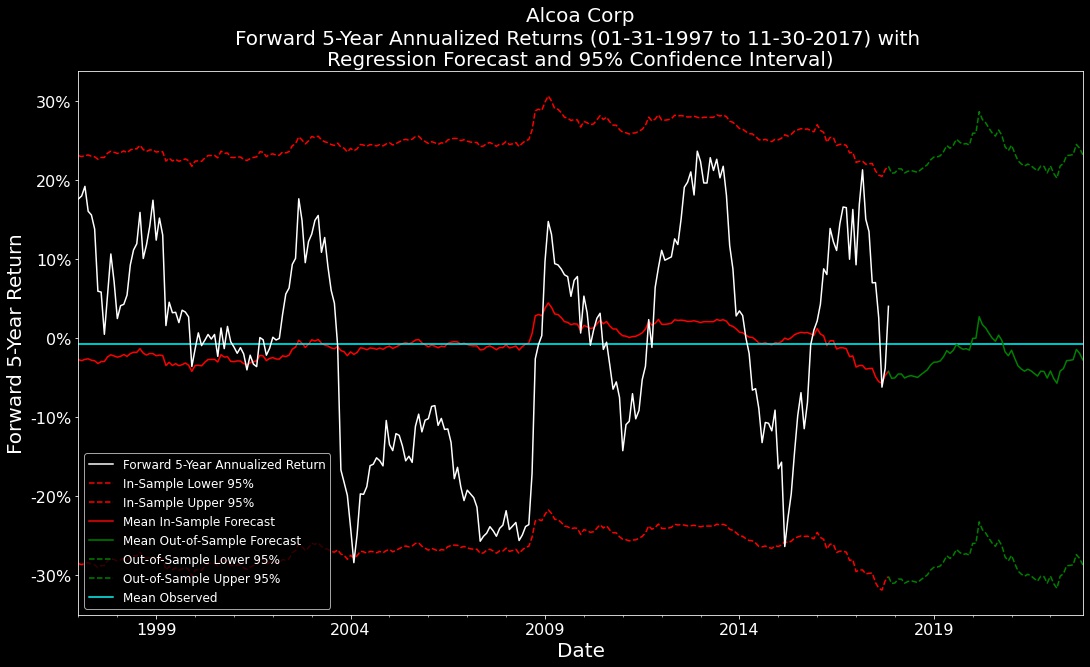 Alcoa Corp
Forward 5-Year Annualized Returns (01-31-1997 to 11-30-2017) with
Regression Forecast and 95% Confidence Interval)
30%
20%
10%
0%
-10%
-20%
-30%
Forward 5-Year Return
Forward 5-Year Annualized Return
In-Sample Lower 95%
In-Sample Upper 95%
Mean In-Sample Forecast
Mean Out-of-Sample Forecast
Out-of-Sample Lower 95%
Out-of-Sample Upper 95%
Mean Observed
1999
2004
2009
2014
2019
Date